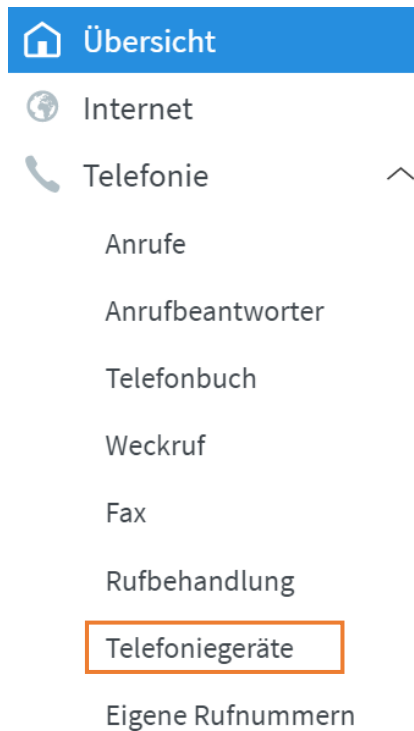 Übersicht
Internet
Telefonie
Anrufe
Anrufbeantworter
Telefonbuch
Weckruf
Fax
Rufbehandlung
Telefoniegeräte
Eigene Rufnummern